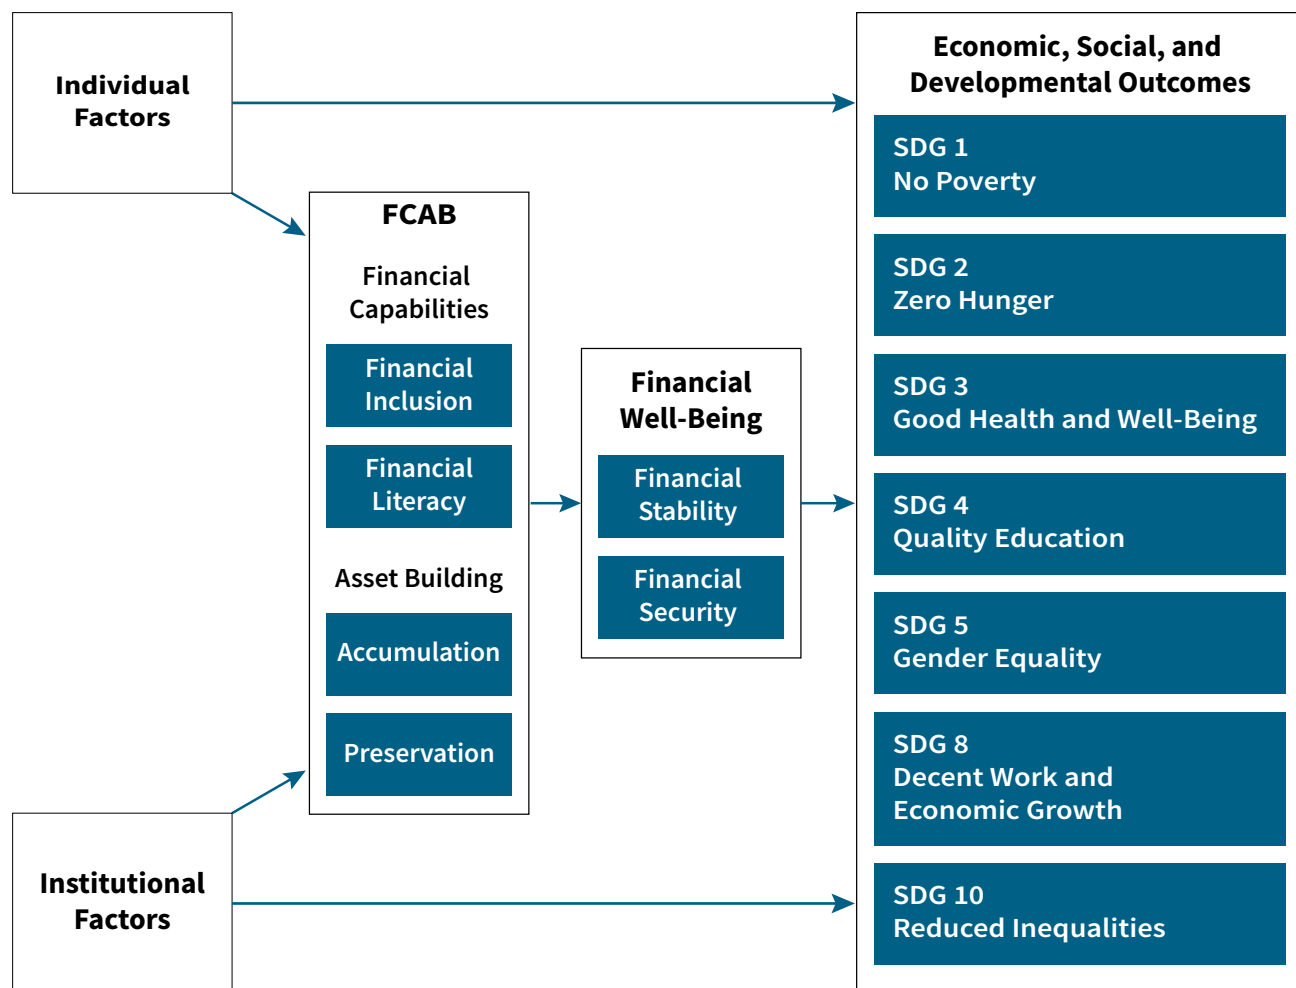 Individual
Factors
FCAB
Financial
Capabilities
Financial
Inclusion
Financial
Literacy
Asset Building
Accumulation
Preservation
Institutional
Factors
Financial
Well-Being
Financial
Stability
Financial
Security
Economic, Social, and
Developmental Outcomes
SDG 1
No Poverty
SDG 2
Zero Hunger
SDG 3
Good Health and Well-Being
SDG 4
Quality Education
SDG 5
Gender Equality
SDG 8
Decent Work and
Economic Growth
SDG 10
Reduced Inequalities